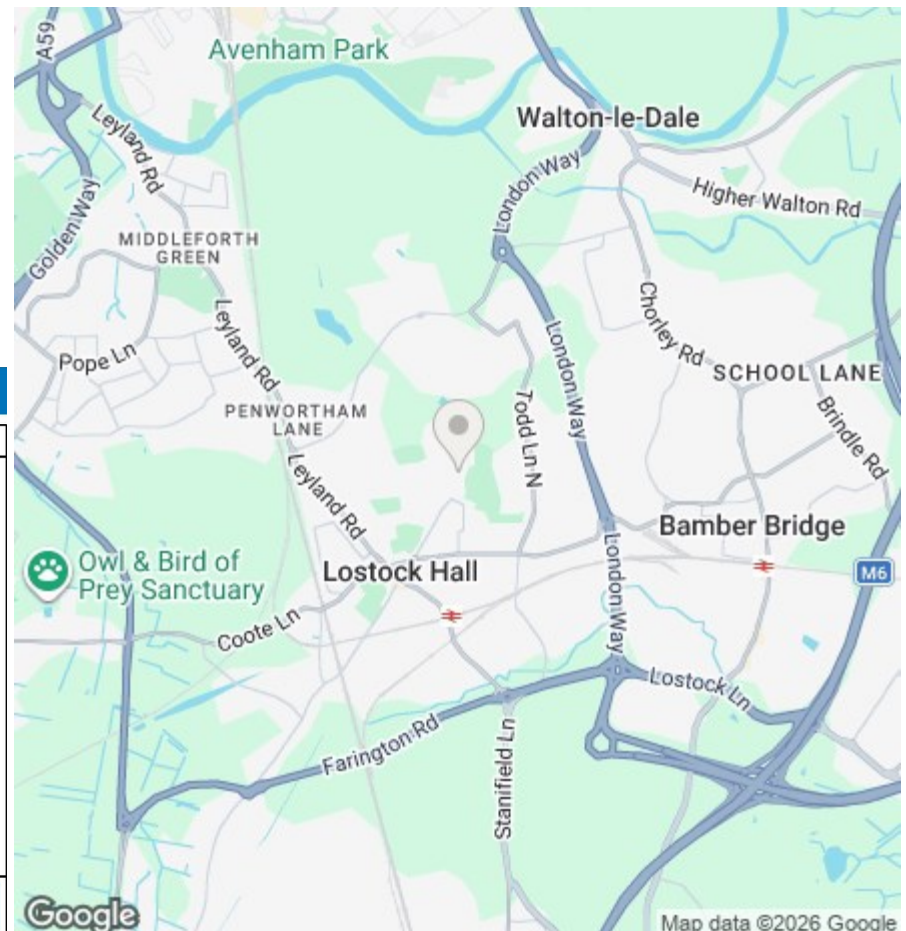 A59
Avenham Park
Walton-le-Dale
Leyland Rd
London Way
Higher Walton Rd
Golden Way
MIDDLEFORTH
GREEN
Leyland Rd
London Way
Chorley Rd
Pope Ln
SCHOOL LANE
PENWORTHAM
LANE
Todd Ln N
Brindle Rd
Leyland Rd
Bamber Bridge
London Way
M6
Owl & Bird of
Prey Sanctuary
Lostock Hall
Coote Ln
Lostock Ln
Farington Rd
Stanifield Ln
Google
Map data ©2026 Google